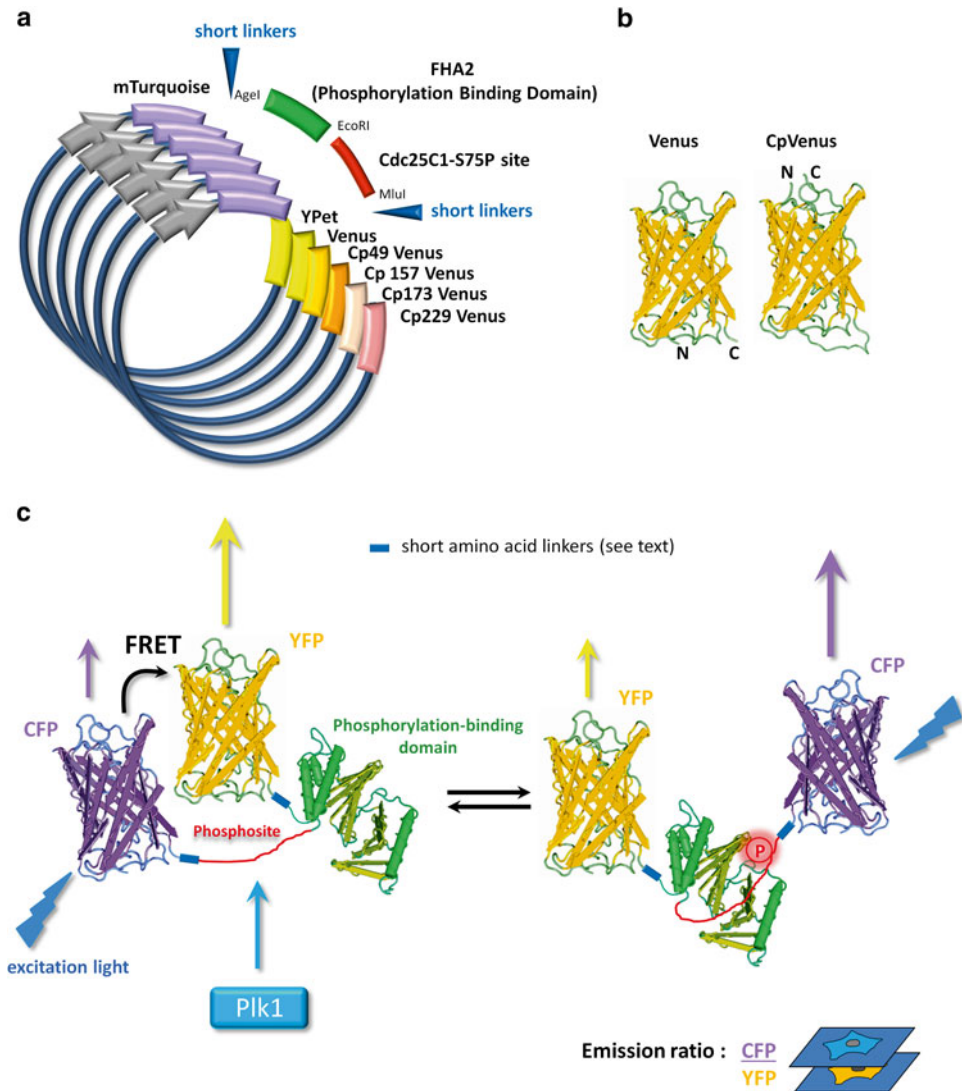 a
short linkers
mTurquoise
AgeI
FHA2
(Phosphorylation Binding Domain)
EcoRI
Cdc25C1-S75P site
MluI
short linkers
YPet
Venus
Cp49 Venus
Cp 157 Venus
Cp173 Venus
Cp229 Venus
b
Venus
CpVenus
N C
N C
c
short amino acid linkers (see text)
FRET
YFP
CFP
Phosphorylation-binding
domain
Phosphosite
excitation light
Plk1
YFP
CFP
P
Emission ratio : CFP
YFP